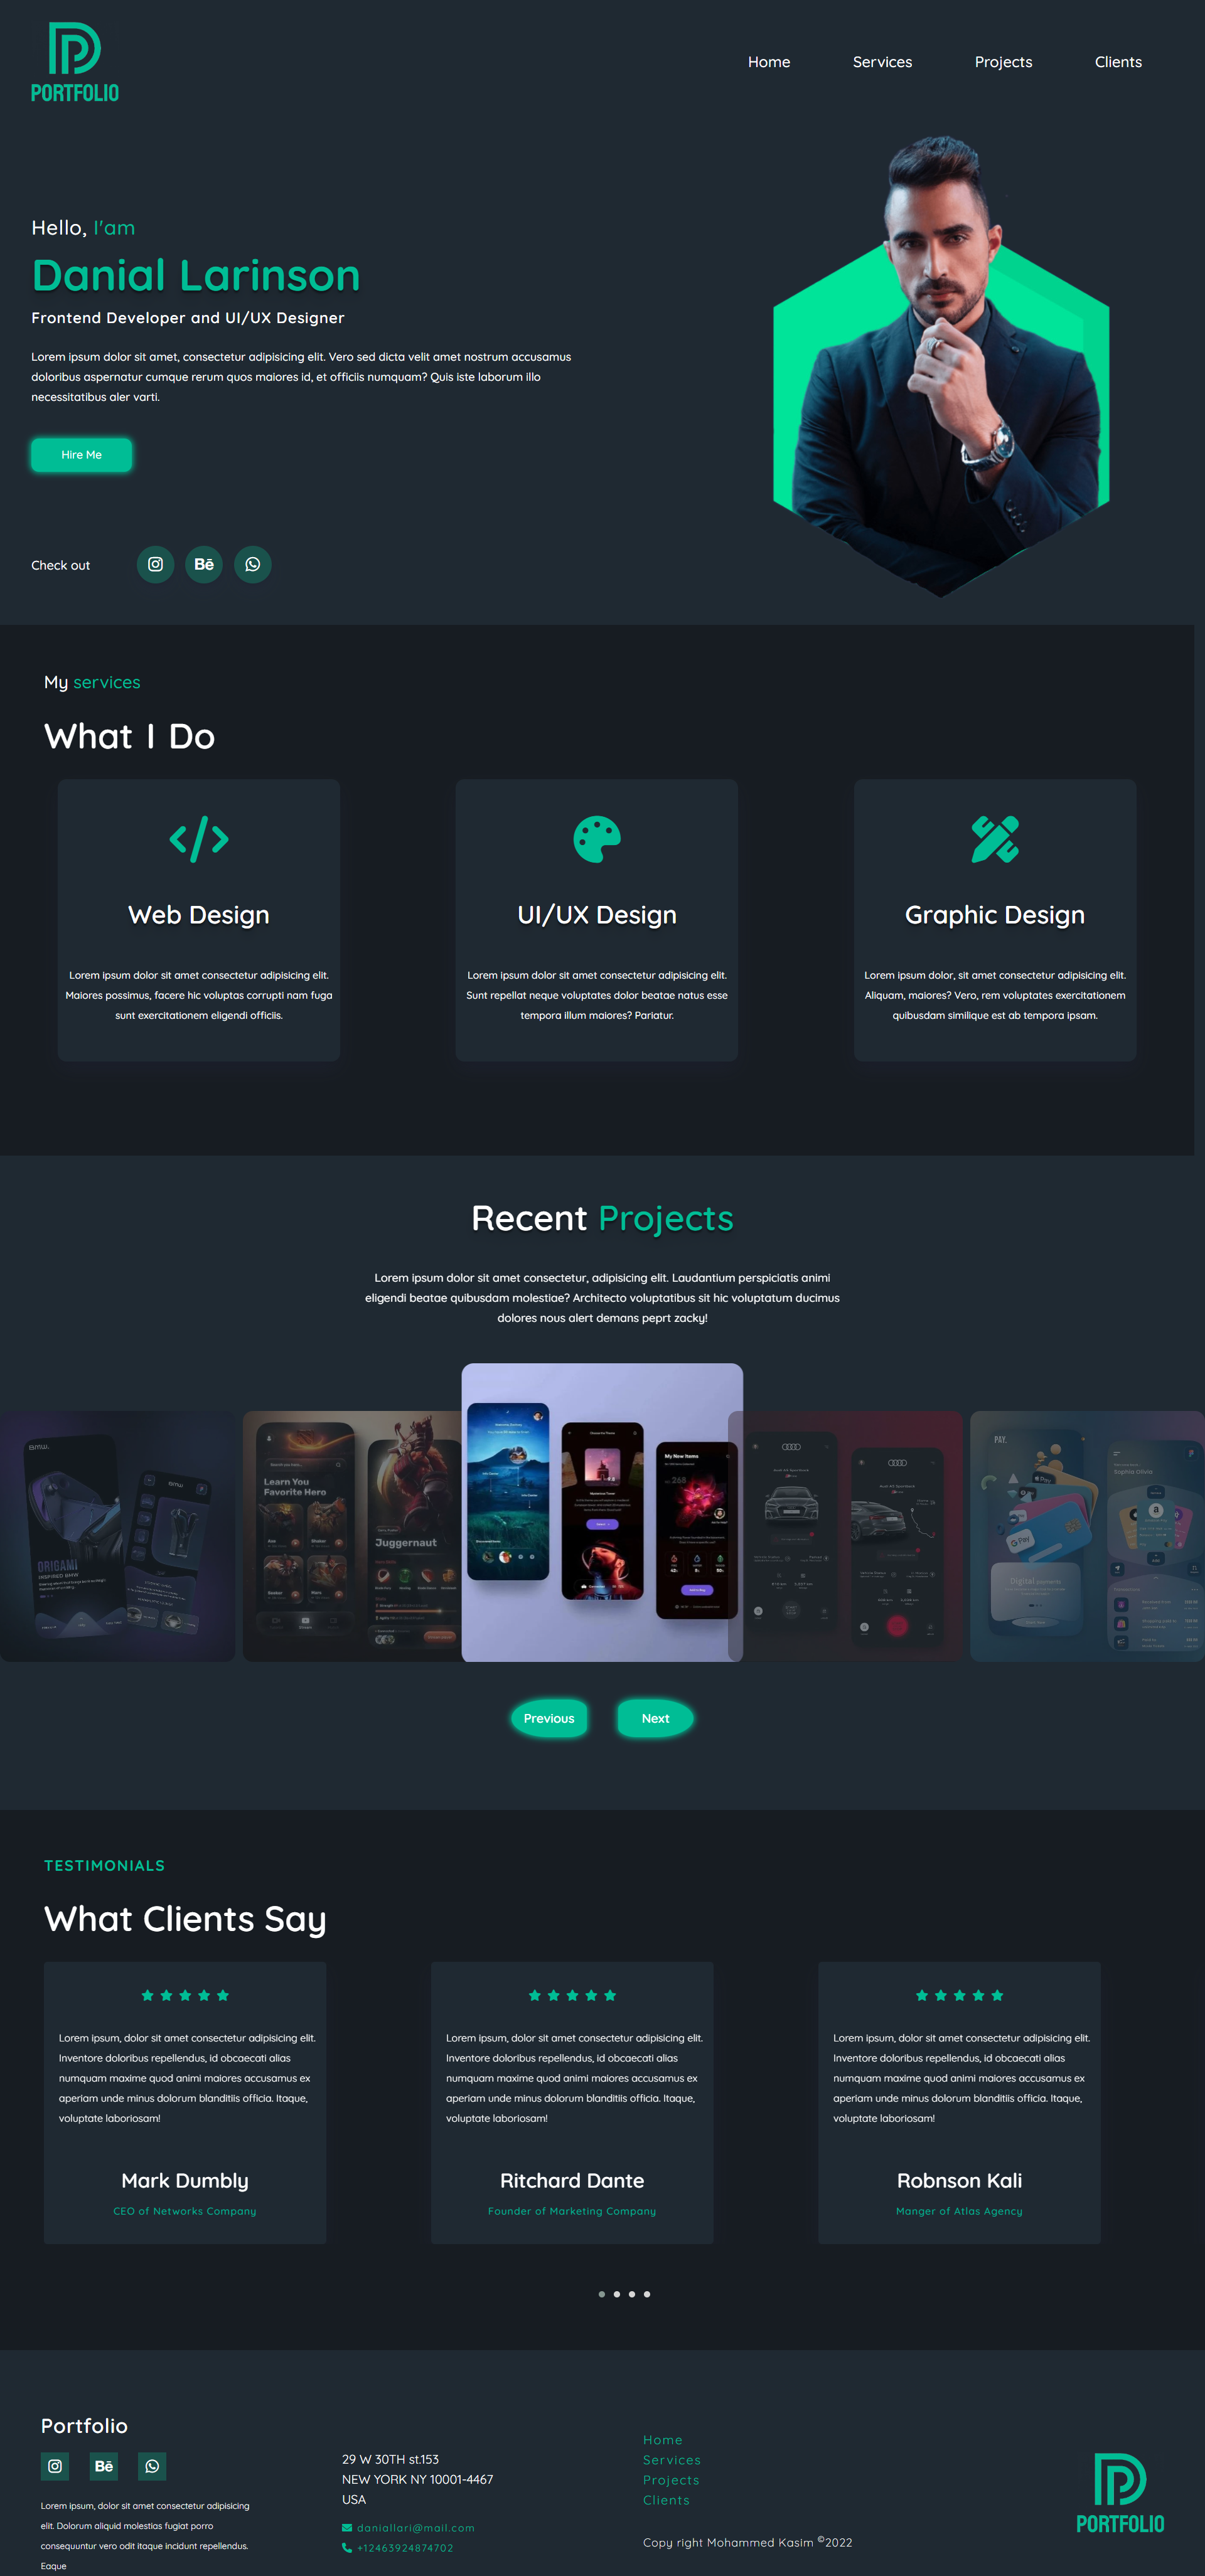 PORTFOLIO
Home
Services
Projects
Clients
Hello, I'am
Danial Larinson
Frontend Developer and UI/UX Designer
Lorem ipsum dolor sit amet, consectetur adipisicing elit. Vero sed dicta velit amet nostrum accusamus
doloribus aspernatur cumque rerum quos maiores id, et officiis numquam? Quis iste laborum illo
necessitatibus aler varti.
Hire Me
Check out
Bē
My services
What I Do
Web Design
Lorem ipsum dolor sit amet consectetur adipisicing elit.
Maiores possimus, facere hic voluptas corrupti nam fuga
sunt exercitationem eligendi officiis.
UI/UX Design
Lorem ipsum dolor sit amet consectetur adipisicing elit.
Sunt repellat neque voluptates dolor beatae natus esse
tempora illum maiores? Pariatur.
Graphic Design
Lorem ipsum dolor, sit amet consectetur adipisicing elit.
Aliquam, maiores? Vero, rem voluptates exercitationem
quibusdam similique est ab tempora ipsam.
Recent Projects
Lorem ipsum dolor sit amet consectetur, adipisicing elit. Laudantium perspiciatis animi
eligendi beatae quibusdam molestiae? Architecto voluptatibus sit hic voluptatum ducimus
dolores nous alert demans peprt zacky!
BMW.
BMW
ORIGAMI
INSPIRED BMW
Learn You
Favorite Hero
Juggernaut
My New Items
268
PAY.
Sophia Olivia
G Pay
Digital
Previous
Next
TESTIMONIALS
What Clients Say
Lorem ipsum, dolor sit amet consectetur adipisicing elit.
Inventore doloribus repellendus, id obcaecati alias
numquam maxime quod animi maiores accusamus ex
aperiam unde minus dolorum blanditiis officia. Itaque,
voluptate laboriosam!
Mark Dumbly
CEO of Networks Company
Lorem ipsum, dolor sit amet consectetur adipisicing elit.
Inventore doloribus repellendus, id obcaecati alias
numquam maxime quod animi maiores accusamus ex
aperiam unde minus dolorum blanditiis officia. Itaque,
voluptate laboriosam!
Ritchard Dante
Founder of Marketing Company
Lorem ipsum, dolor sit amet consectetur adipisicing elit.
Inventore doloribus repellendus, id obcaecati alias
numquam maxime quod animi maiores accusamus ex
aperiam unde minus dolorum blanditiis officia. Itaque,
voluptate laboriosam!
Robnson Kali
Manger of Atlas Agency
Portfolio
Bē
Lorem ipsum, dolor sit amet consectetur adipisicing
elit. Dolorum aliquid molestias fugiat porro
consequuntur vero odit itaque incidunt repellendus.
Eaque
29 W 30TH st.153
NEW YORK NY 10001-4467
USA
daniallari@mail.com
+12463924874702
Home
Services
Projects
Clients
Copy right Mohammed Kasim ©2022
PORTFOLIO